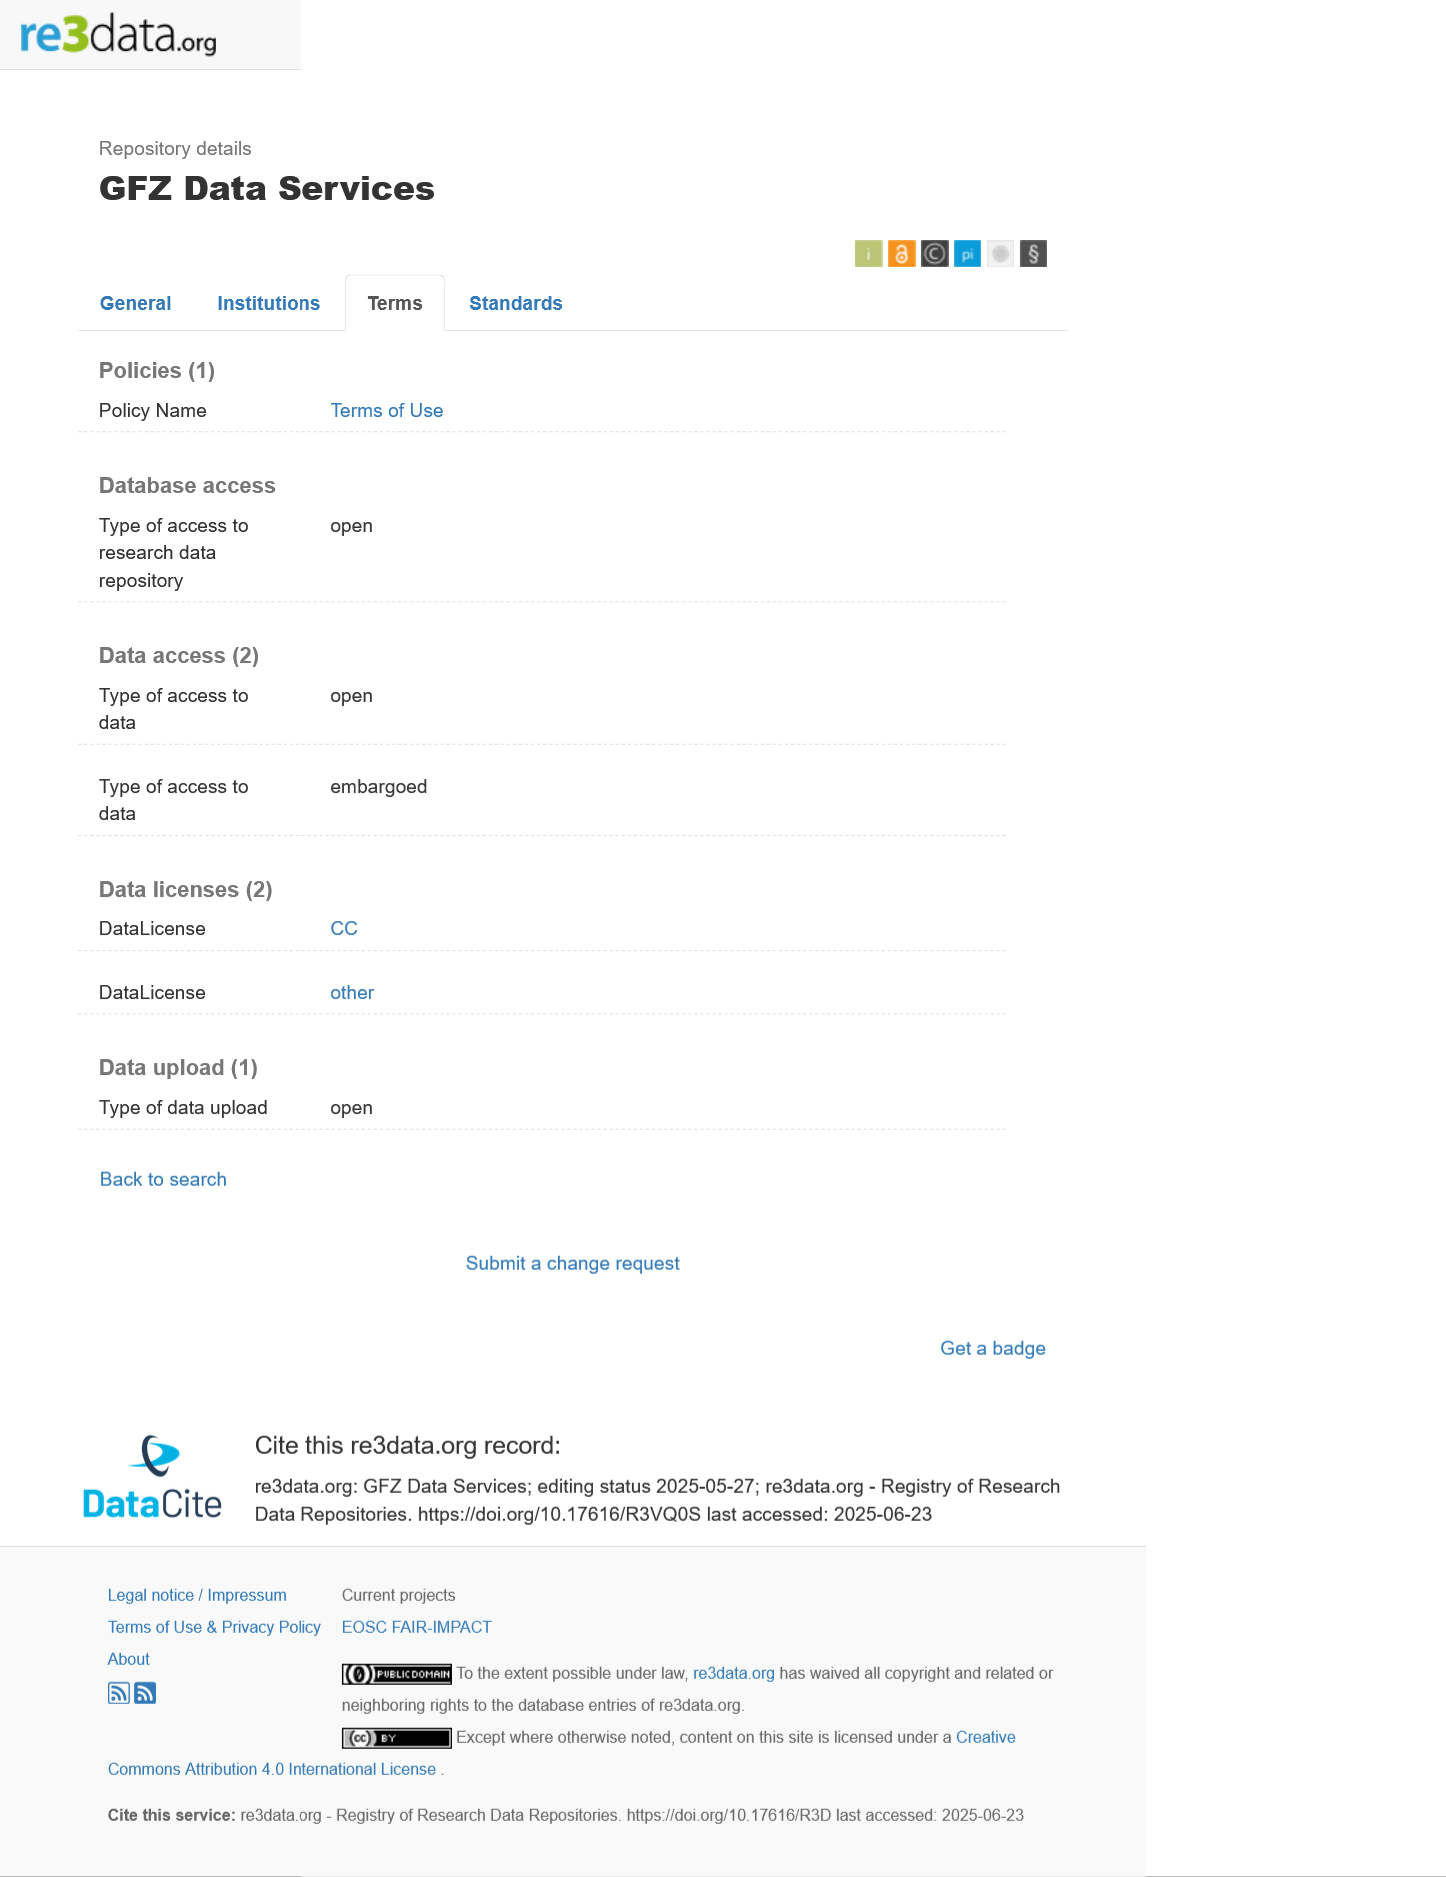 re3data.org
Repository details
GFZ Data Services
i © pi §
General Institutions Terms Standards
Policies (1)
Policy Name Terms of Use
Database access
Type of access to open
research data
repository
Data access (2)
Type of access to open
data
Type of access to embargoed
data
Data licenses (2)
DataLicense CC
DataLicense other
Data upload (1)
Type of data upload open
Back to search
Submit a change request
Get a badge
DataCite
Cite this re3data.org record:
re3data.org: GFZ Data Services; editing status 2025-05-27; re3data.org - Registry of Research
Data Repositories. https://doi.org/10.17616/R3VQ0S last accessed: 2025-06-23
Legal notice / Impressum
Terms of Use & Privacy Policy
About
Current projects
EOSC FAIR-IMPACT
0 PUBLIC DOMAIN To the extent possible under law, re3data.org has waived all copyright and related or
neighboring rights to the database entries of re3data.org.
cc BY Except where otherwise noted, content on this site is licensed under a Creative
Commons Attribution 4.0 International License .
Cite this service: re3data.org - Registry of Research Data Repositories. https://doi.org/10.17616/R3D last accessed: 2025-06-23